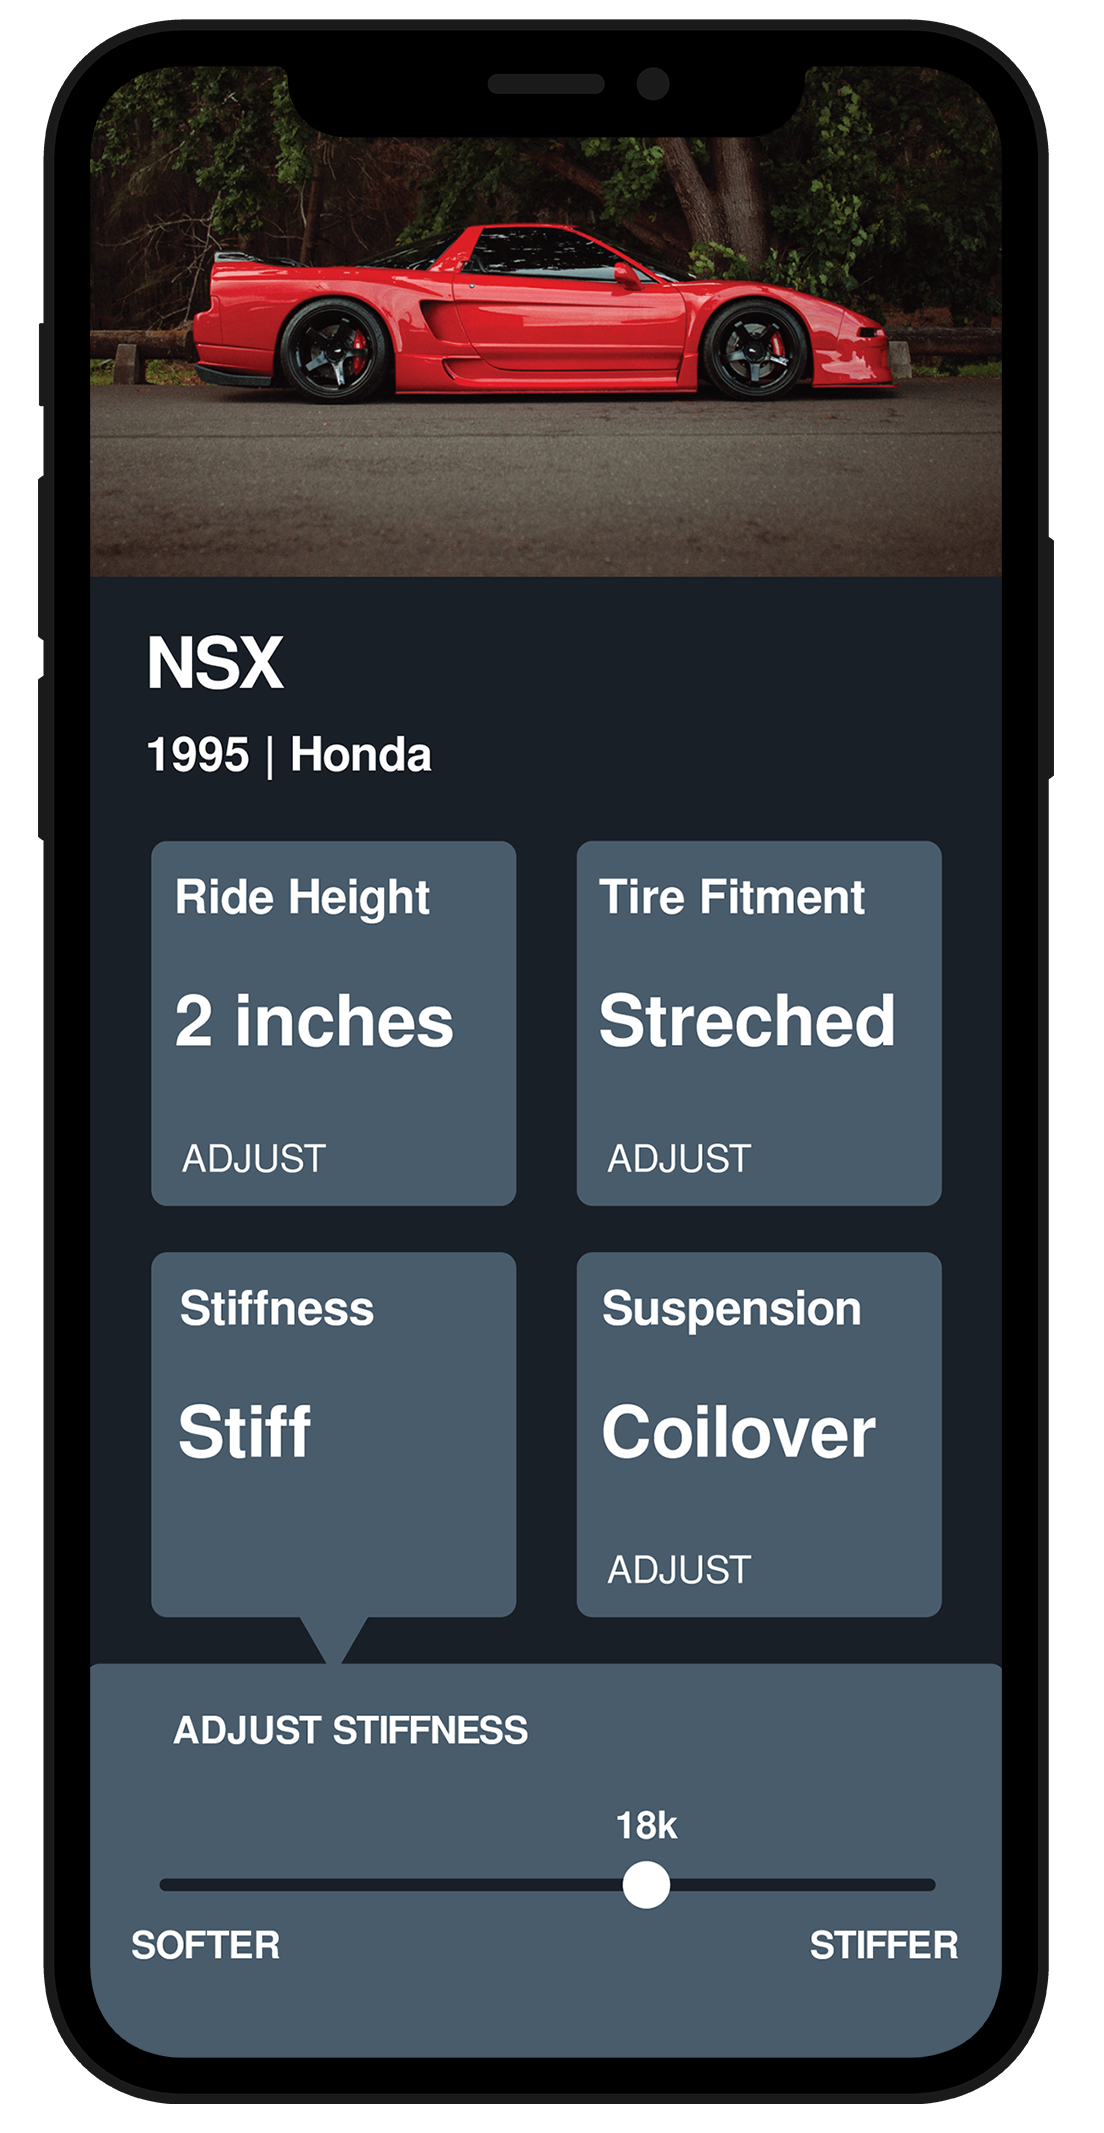 NSX
1995 | Honda
Ride Height
2 inches
ADJUST
Tire Fitment
Streched
ADJUST
Stiffness
Stiff
Suspension
Coilover
ADJUST
ADJUST STIFFNESS
18k
SOFTER
STIFFER